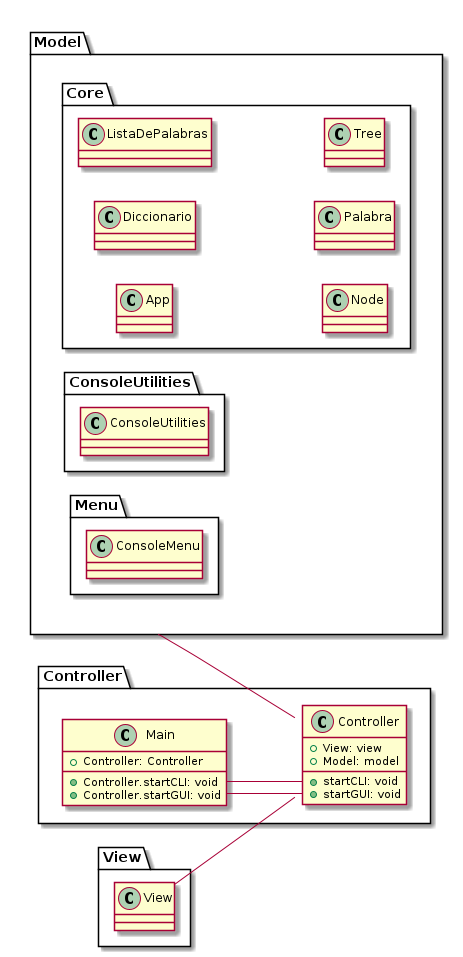 Model
Core
C ListaDePalabras
C Tree
C Diccionario
C Palabra
C App
C Node
ConsoleUtilities
C ConsoleUtilities
Menu
C ConsoleMenu
Controller
C Main
Controller: Controller
Controller.startCLI: void
Controller.startGUI: void
C Controller
View: view
Model: model
startCLI: void
startGUI: void
View
C View